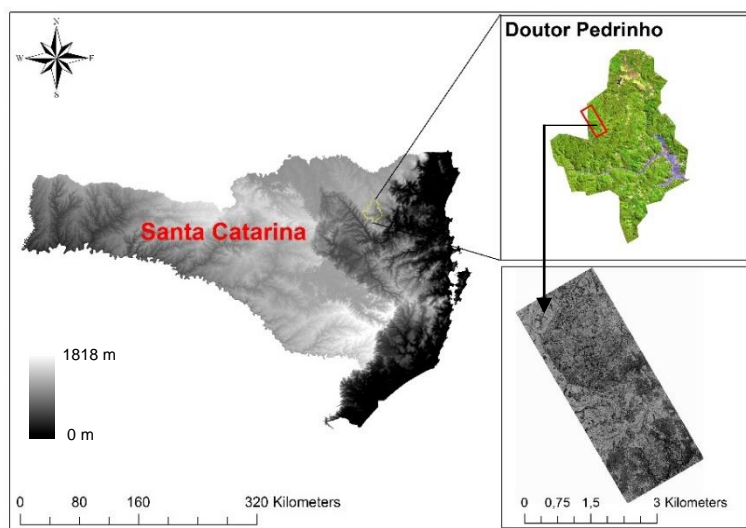 N
W E
S
Doutor Pedrinho
Santa Catarina
1818 m
0 m
0 80 160 320 Kilometers
0 0,75 1,5 3 Kilometers